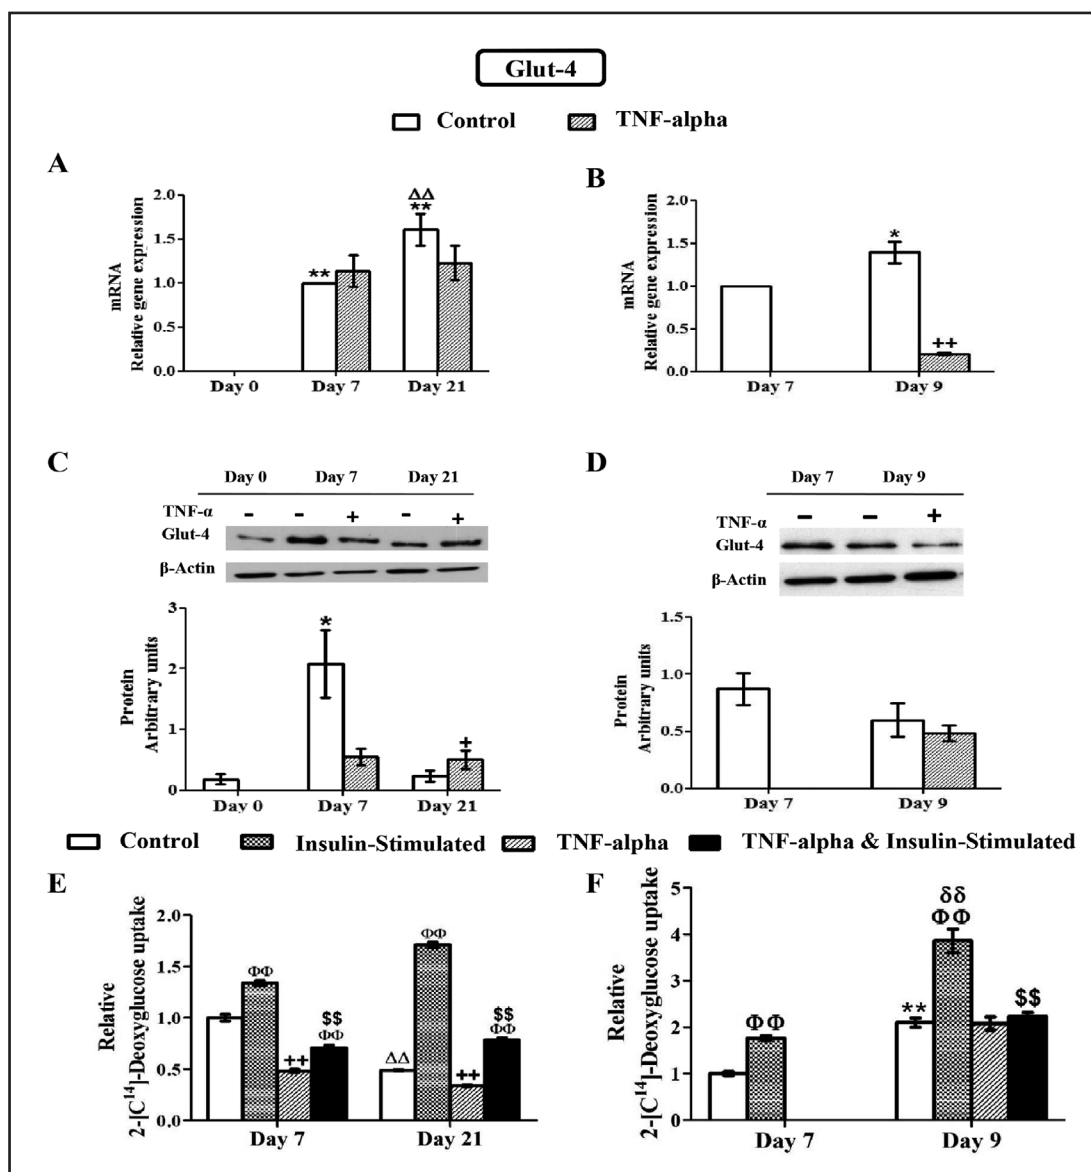 Glut-4
Control TNF-alpha
A
mRNA
Relative gene expression
2.0
1.5
1.0
0.5
0.0
**
ΔΔ
**
Day 0 Day 7 Day 21
B
mRNA
Relative gene expression
2.0
1.5
1.0
0.5
0.0
*
++
Day 7 Day 9
C
Day 0 Day 7 Day 21
TNF-α - - + - +
Glut-4
β-Actin
Protein
Arbitrary units
3
2
1
0
*
+
Day 0 Day 7 Day 21
D
Day 7 Day 9
TNF-α - - +
Glut-4
β-Actin
Protein
Arbitrary units
1.5
1.0
0.5
0.0
Day 7 Day 9
Control Insulin-Stimulated TNF-alpha TNF-alpha & Insulin-Stimulated
E
Relative
2-[C¹⁴]-Deoxyglucose uptake
2.0
1.5
1.0
0.5
0.0
ΦΦ
++
$$
ΦΦ
ΔΔ
ΦΦ
++
$$
ΦΦ
Day 7 Day 21
F
Relative
2-[C¹⁴]-Deoxyglucose uptake
5
4
3
2
1
0
ΦΦ
**
δδ
ΦΦ
$$
Day 7 Day 9